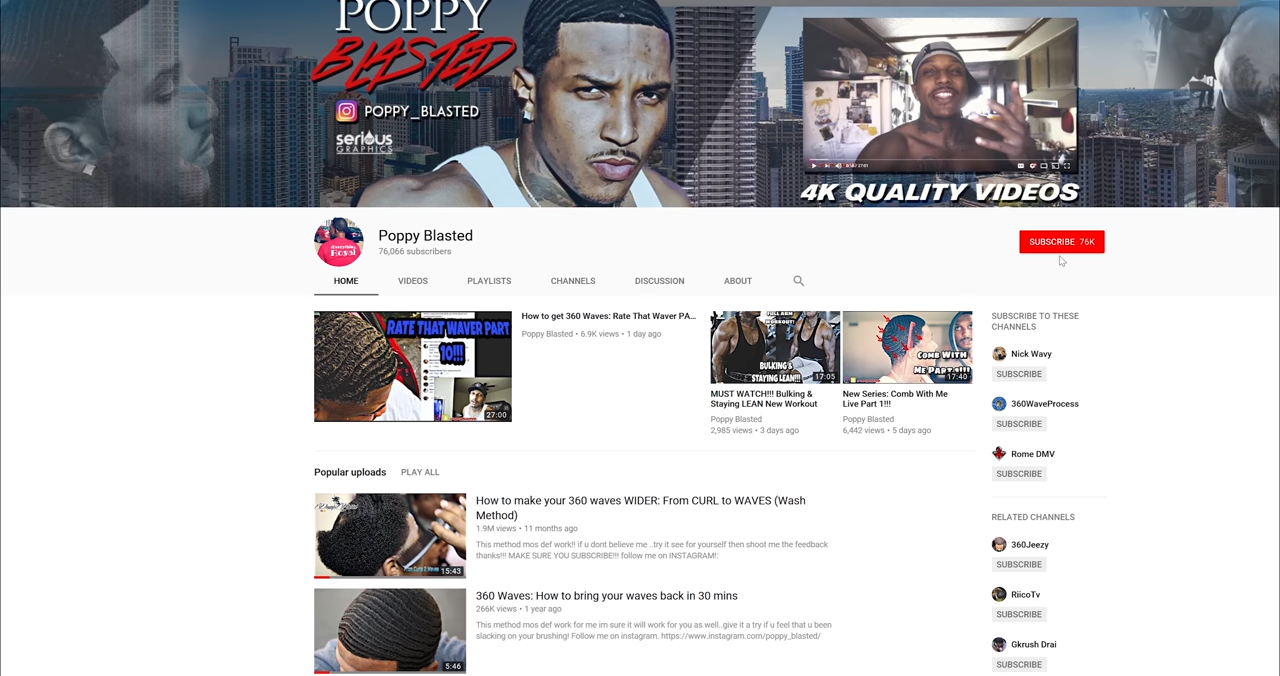 POPPY
BLASTED
POPPY_BLASTED
serious
GRAPHICS
4K QUALITY VIDEOS
Poppy Blasted
76,066 subscribers
SUBSCRIBE 76K
HOME
VIDEOS
PLAYLISTS
CHANNELS
DISCUSSION
ABOUT
RATE THAT WAVER PART
10!!!
27:00
How to get 360 Waves: Rate That Waver PA...
Poppy Blasted • 6.9K views • 1 day ago
FULL ARM
WORKOUT!
BULKING &
STAYING LEAN!!!
17:05
MUST WATCH!!! Bulking &
Staying LEAN New Workout
Poppy Blasted
2,985 views • 3 days ago
COMB WITH
ME PART 1!!!
17:40
New Series: Comb With Me
Live Part 1!!!
Poppy Blasted
6,442 views • 5 days ago
SUBSCRIBE TO THESE
CHANNELS
Nick Wavy
SUBSCRIBE
360WaveProcess
SUBSCRIBE
Rome DMV
SUBSCRIBE
Popular uploads PLAY ALL
15:43
How to make your 360 waves WIDER: From CURL to WAVES (Wash
Method)
1.9M views • 11 months ago
This method mos def work!! if u dont believe me ..try it see for yourself then shoot me the feedback
thanks!!! MAKE SURE YOU SUBSCRIBE!!! follow me on INSTAGRAM!:
5:46
360 Waves: How to bring your waves back in 30 mins
266K views • 1 year ago
This method mos def work for me im sure it will work for you as well..give it a try if u feel that u been
slacking on your brushing! Follow me on instagram. https://www.instagram.com/poppy_blasted/
RELATED CHANNELS
360Jeezy
SUBSCRIBE
RiicoTv
SUBSCRIBE
Gkrush Drai
SUBSCRIBE